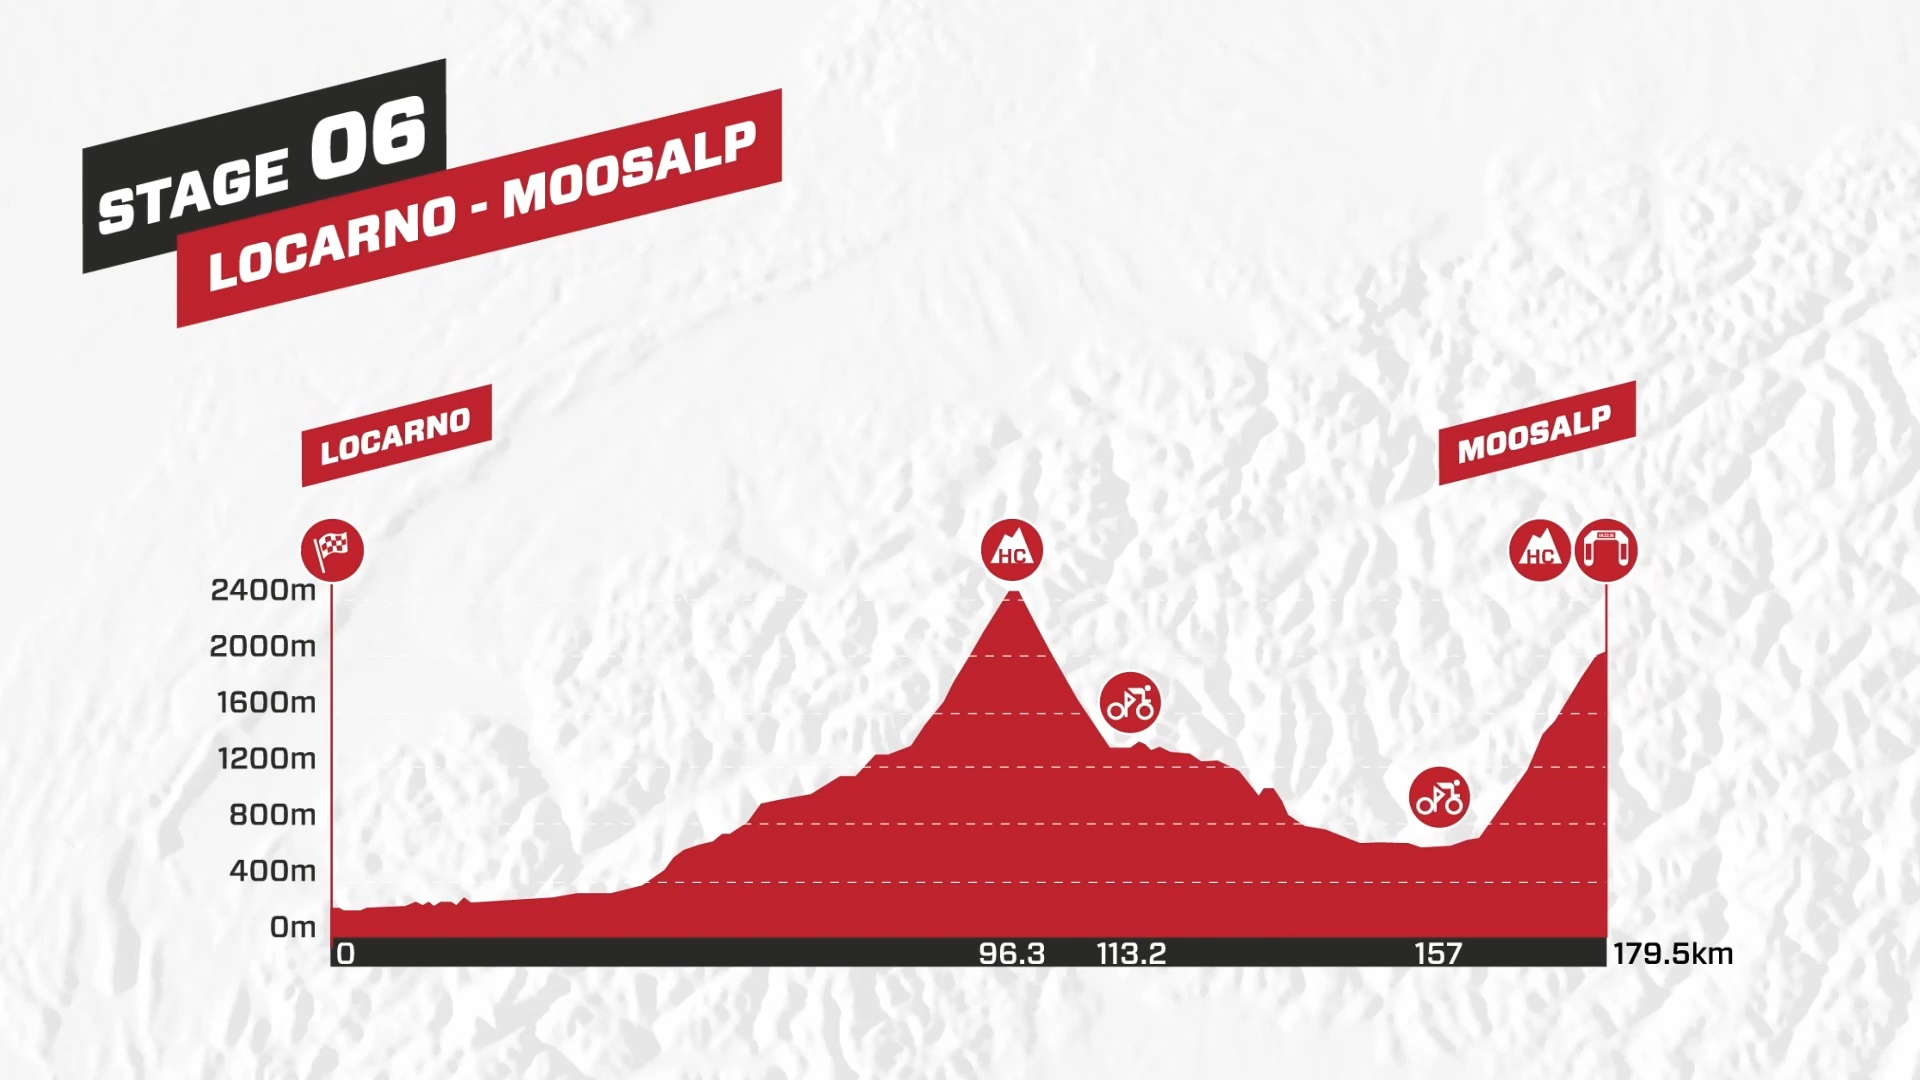 STAGE 06
LOCARNO - MOOSALP
LOCARNO
MOOSALP
HC
HC
2400m
2000m
1600m
1200m
800m
400m
0m
0 96.3 113.2 157 179.5km